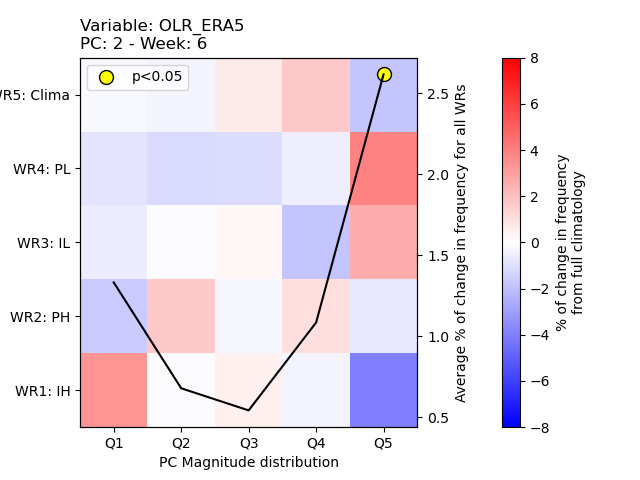 Variable: OLR_ERA5
PC: 2 - Week: 6
p<0.05
WR5: Clima
WR4: PL
WR3: IL
WR2: PH
WR1: IH
Q1 Q2 Q3 Q4 Q5
PC Magnitude distribution
2.5
2.0
1.5
1.0
0.5
Average % of change in frequency for all WRs
8
6
4
2
0
−2
−4
−6
−8
% of change in frequency
from full climatology